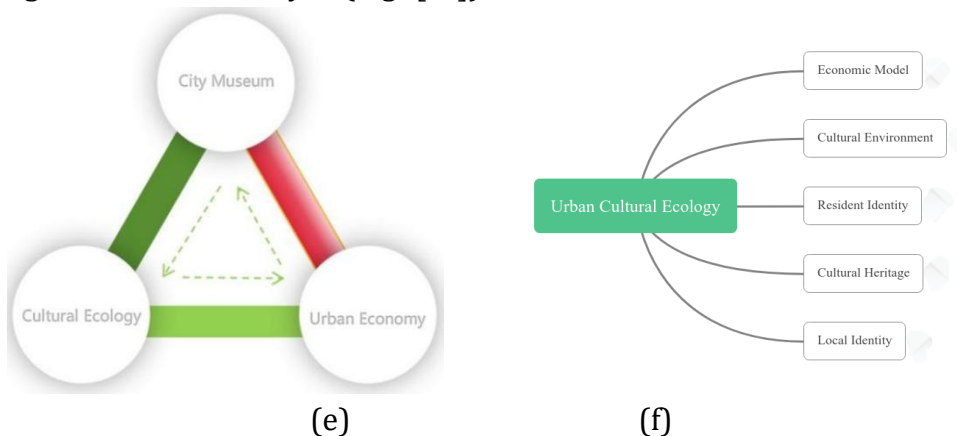 City Museum
Cultural Ecology
Urban Economy
Urban Cultural Ecology
Economic Model
Cultural Environment
Resident Identity
Cultural Heritage
Local Identity
(e)
(f)